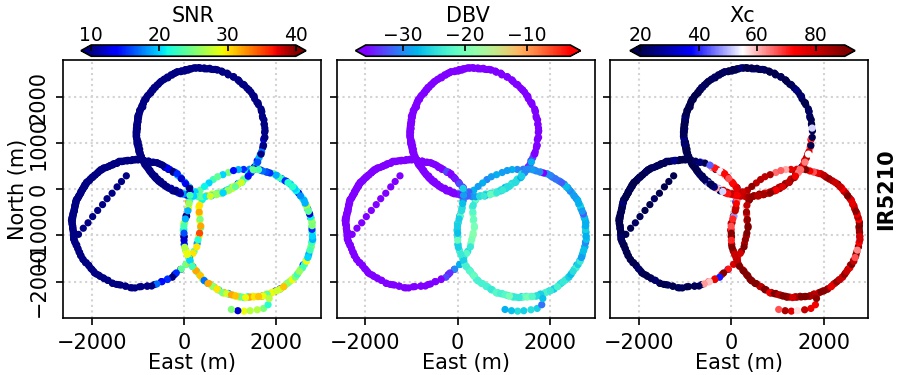 SNR DBV Xc
10 20 30 40 −30 −20 −10 20 40 60 80
North (m)
2000
1000
0
−1000
−2000
−2000 0 2000 −2000 0 2000 −2000 0 2000
East (m) East (m) East (m)
IR5210